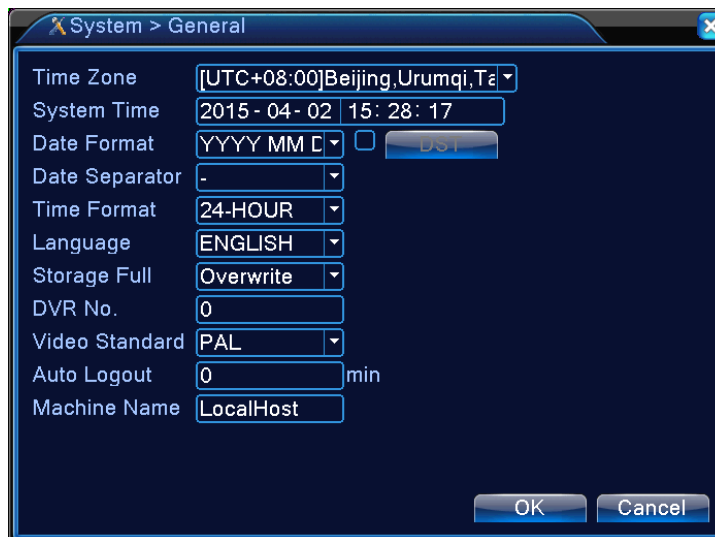 System > General
Time Zone [UTC+08:00]Beijing,Urumqi,Ta
System Time 2015-04-02 15:28:17
Date Format YYYY MM D DST
Date Separator -
Time Format 24-HOUR
Language ENGLISH
Storage Full Overwrite
DVR No. 0
Video Standard PAL
Auto Logout 0 min
Machine Name LocalHost
OK Cancel